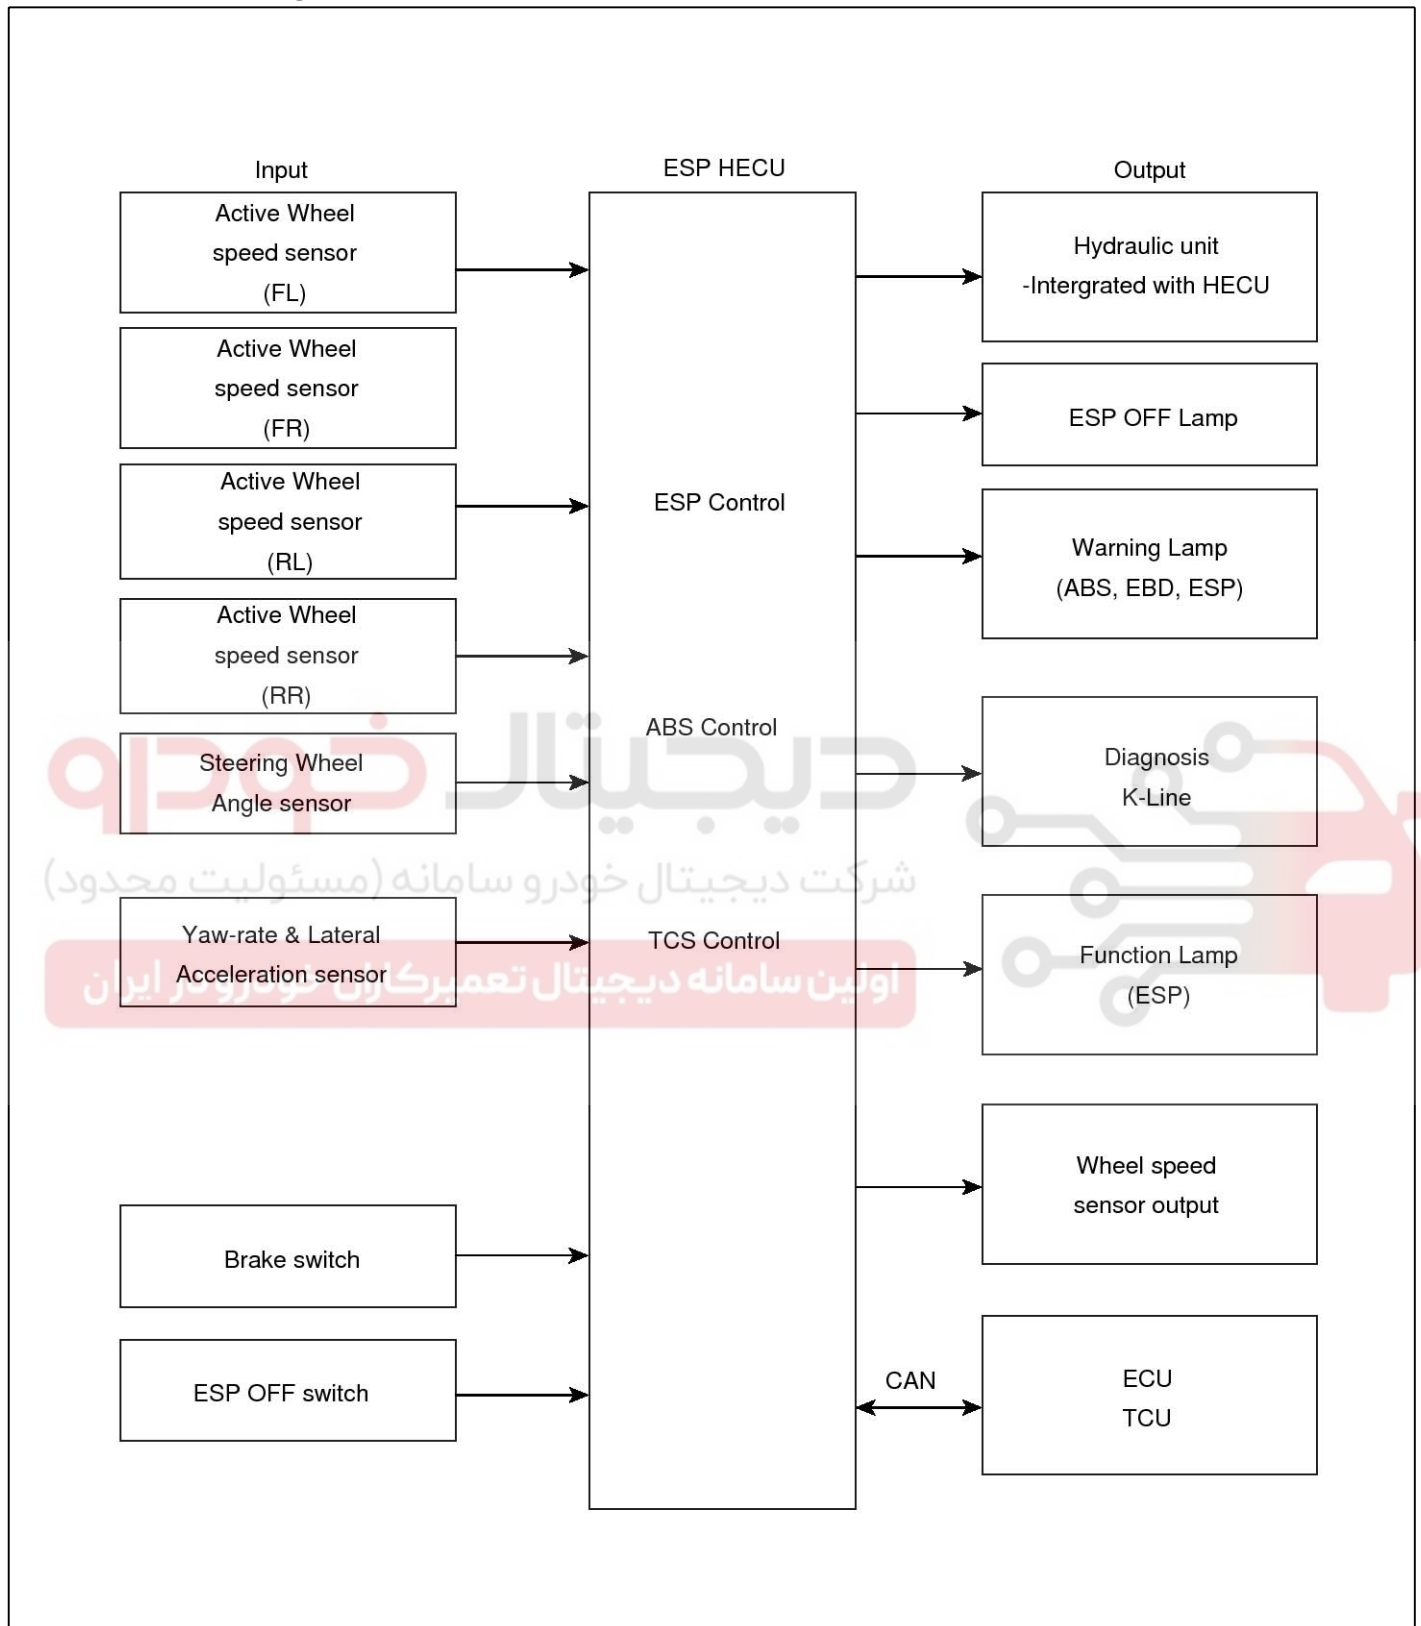 Input
ESP HECU
Output
Active Wheel
speed sensor
(FL)
Active Wheel
speed sensor
(FR)
Active Wheel
speed sensor
(RL)
Active Wheel
speed sensor
(RR)
Steering Wheel
Angle sensor
Yaw-rate & Lateral
Acceleration sensor
Brake switch
ESP OFF switch
ESP Control
ABS Control
TCS Control
Hydraulic unit
-Intergrated with HECU
ESP OFF Lamp
Warning Lamp
(ABS, EBD, ESP)
Diagnosis
K-Line
Function Lamp
(ESP)
Wheel speed
sensor output
CAN
ECU
TCU
دیجیتال خودرو
شرکت دیجیتال خودرو سامانه (مسئولیت محدود)
اولین سامانه دیجیتال تعمیرکاران خودرو در ایران